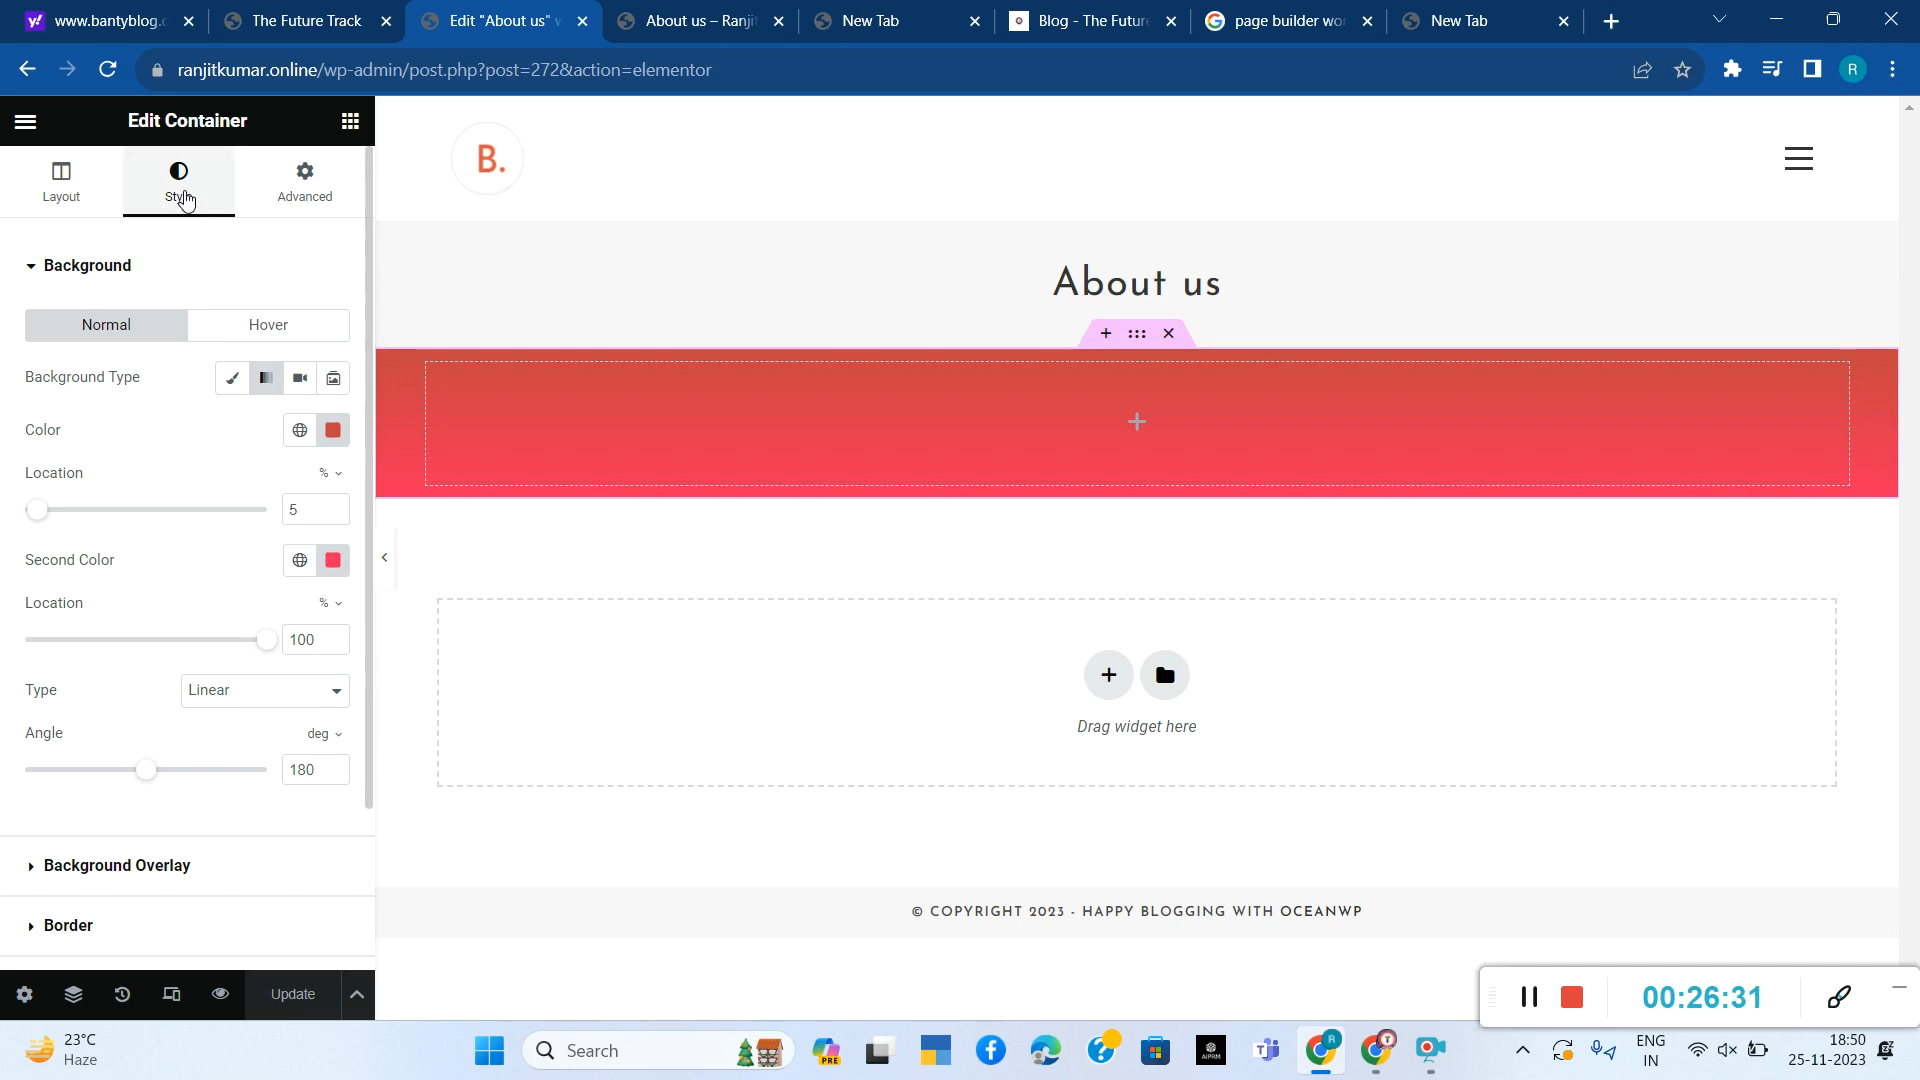 www.bantyblog.c
The Future Track
Edit "About us" w
About us – Ranji
New Tab
Blog - The Future
page builder wor
New Tab
ranjitkumar.online/wp-admin/post.php?post=272&action=elementor
R
Edit Container
Layout
Style
Advanced
B.
About us
Background
Normal
Hover
Background Type
Color
Location
%
5
Second Color
Location
%
100
Type
Linear
Angle
deg
180
Drag widget here
Background Overlay
Border
© COPYRIGHT 2023 - HAPPY BLOGGING WITH OCEANWP
Update
00:26:31
23°C
Haze
Search
PRE
AIPRM
R
T
ENG
IN
18:50
25-11-2023